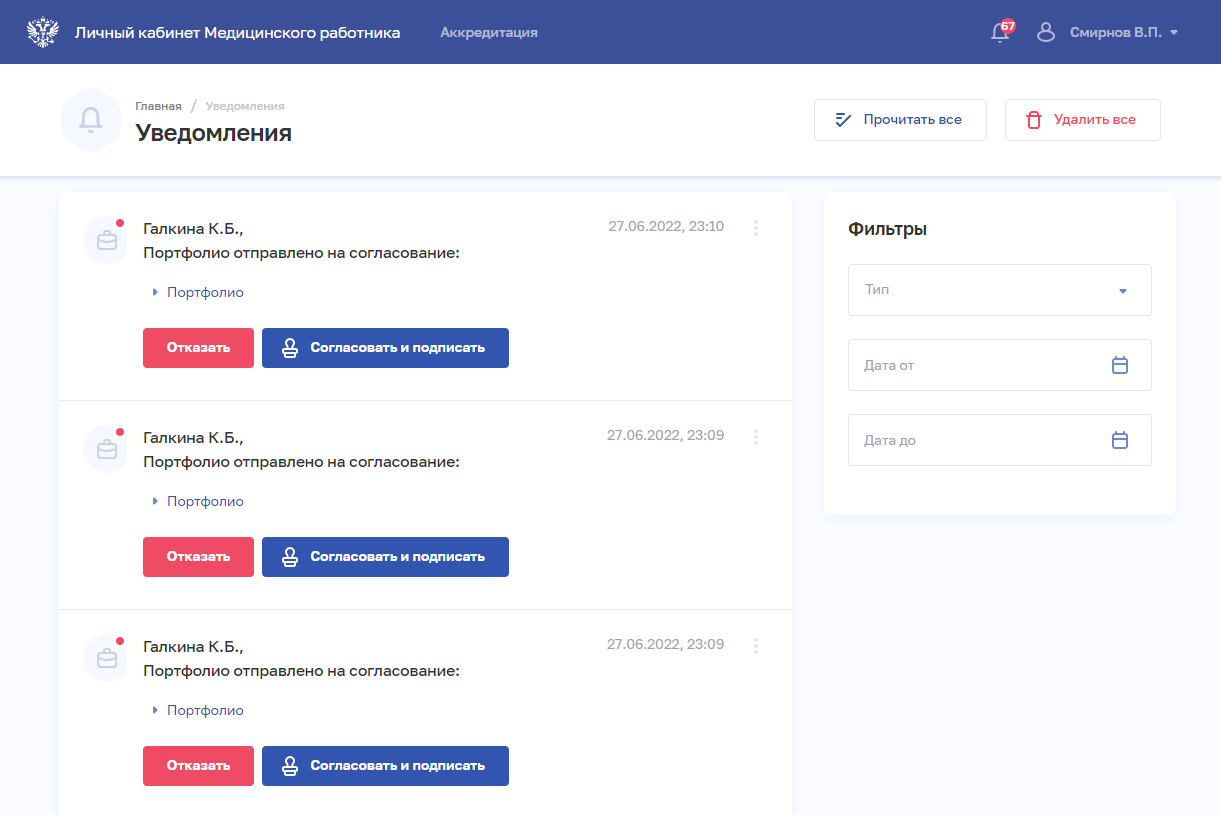 Личный кабинет Медицинского работника
Аккредитация
67
Смирнов В.П.
Главная / Уведомления
Уведомления
Прочитать все
Удалить все
Галкина К.Б.,
27.06.2022, 23:10
Портфолио отправлено на согласование:
Портфолио
Отказать
Согласовать и подписать
Галкина К.Б.,
27.06.2022, 23:09
Портфолио отправлено на согласование:
Портфолио
Отказать
Согласовать и подписать
Галкина К.Б.,
27.06.2022, 23:09
Портфолио отправлено на согласование:
Портфолио
Отказать
Согласовать и подписать
Фильтры
Тип
Дата от
Дата до